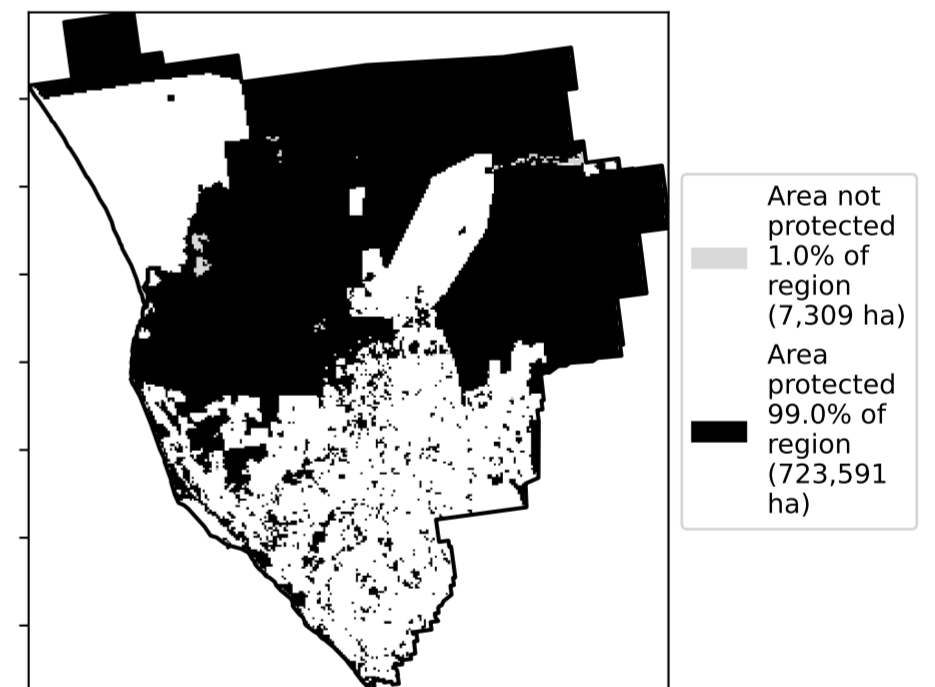 Area not
protected
1.0% of
region
(7,309 ha)
Area
protected
99.0% of
region
(723,591
ha)